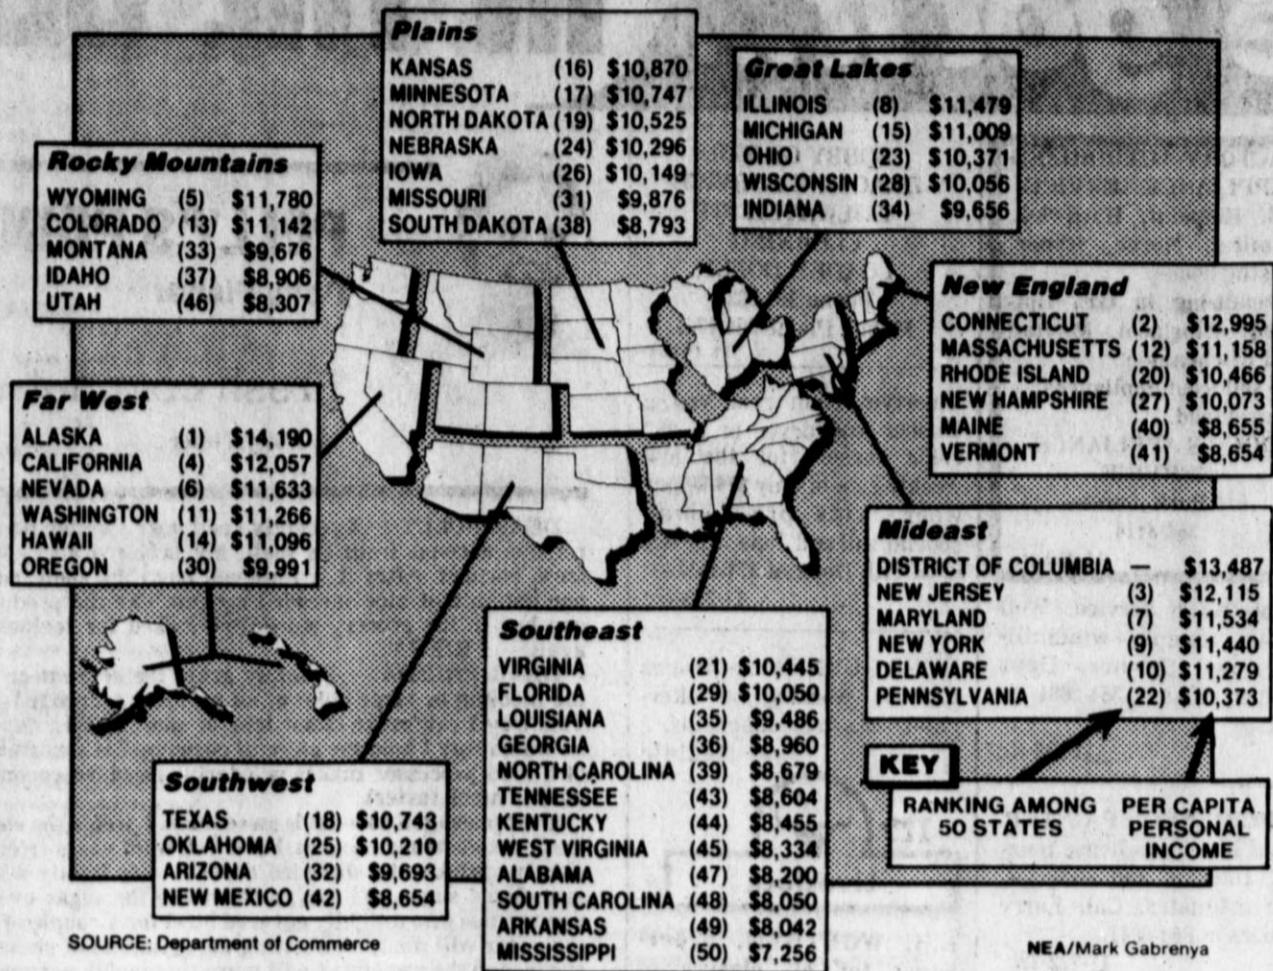 Plains
KANSAS (16) $10,870
MINNESOTA (17) $10,747
NORTH DAKOTA (19) $10,525
NEBRASKA (24) $10,296
IOWA (26) $10,149
MISSOURI (31) $9,876
SOUTH DAKOTA (38) $8,793
Great Lakes
ILLINOIS (8) $11,479
MICHIGAN (15) $11,009
OHIO (23) $10,371
WISCONSIN (28) $10,056
INDIANA (34) $9,656
Rocky Mountains
WYOMING (5) $11,780
COLORADO (13) $11,142
MONTANA (33) $9,676
IDAHO (37) $8,906
UTAH (46) $8,307
New England
CONNECTICUT (2) $12,995
MASSACHUSETTS (12) $11,158
RHODE ISLAND (20) $10,466
NEW HAMPSHIRE (27) $10,073
MAINE (40) $8,655
VERMONT (41) $8,654
Far West
ALASKA (1) $14,190
CALIFORNIA (4) $12,057
NEVADA (6) $11,633
WASHINGTON (11) $11,266
HAWAII (14) $11,096
OREGON (30) $9,991
Mideast
DISTRICT OF COLUMBIA — $13,487
NEW JERSEY (3) $12,115
MARYLAND (7) $11,534
NEW YORK (9) $11,440
DELAWARE (10) $11,279
PENNSYLVANIA (22) $10,373
Southeast
VIRGINIA (21) $10,445
FLORIDA (29) $10,050
LOUISIANA (35) $9,486
GEORGIA (36) $8,960
NORTH CAROLINA (39) $8,679
TENNESSEE (43) $8,604
KENTUCKY (44) $8,455
WEST VIRGINIA (45) $8,334
ALABAMA (47) $8,200
SOUTH CAROLINA (48) $8,050
ARKANSAS (49) $8,042
MISSISSIPPI (50) $7,256
Southwest
TEXAS (18) $10,743
OKLAHOMA (25) $10,210
ARIZONA (32) $9,693
NEW MEXICO (42) $8,654
KEY
RANKING AMONG
50 STATES
PER CAPITA
PERSONAL
INCOME
SOURCE: Department of Commerce
NEA/Mark Gabrenya